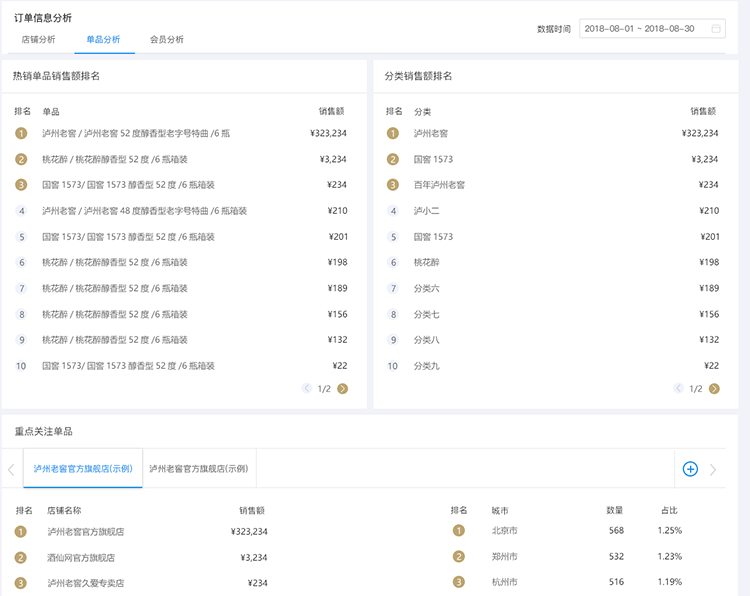 订单信息分析
店铺分析 单品分析 会员分析
数据时间 2018-08-01 ~ 2018-08-30
热销单品销售额排名
排名 单品 销售额
1 泸州老窖 / 泸州老窖 52 度醇香型老字号特曲 /6 瓶 ¥323,234
2 桃花醉 / 桃花醉醇香型 52 度 /6 瓶箱装 ¥3,234
3 国窖 1573/ 国窖 1573 醇香型 52 度 /6 瓶箱装 ¥234
4 泸州老窖 / 泸州老窖 48 度醇香型老字号特曲 /6 瓶箱装 ¥210
5 国窖 1573/ 国窖 1573 醇香型 52 度 /6 瓶箱装 ¥201
6 桃花醉 / 桃花醉醇香型 52 度 /6 瓶箱装 ¥198
7 桃花醉 / 桃花醉醇香型 52 度 /6 瓶箱装 ¥189
8 桃花醉 / 桃花醉醇香型 52 度 /6 瓶箱装 ¥156
9 桃花醉 / 桃花醉醇香型 52 度 /6 瓶箱装 ¥132
10 国窖 1573/ 国窖 1573 醇香型 52 度 /6 瓶箱装 ¥22
1/2
分类销售额排名
排名 分类 销售额
1 泸州老窖 ¥323,234
2 国窖 1573 ¥3,234
3 百年泸州老窖 ¥234
4 泸小二 ¥210
5 国窖 1573 ¥201
6 桃花醉 ¥198
7 分类六 ¥189
8 分类七 ¥156
9 分类八 ¥132
10 分类九 ¥22
1/2
重点关注单品
泸州老窖官方旗舰店(示例) 泸州老窖官方旗舰店(示例)
排名 店铺名称 销售额
1 泸州老窖官方旗舰店 ¥323,234
2 酒仙网官方旗舰店 ¥3,234
3 泸州老窖久爱专卖店 ¥234
排名 城市 数量 占比
1 北京市 568 1.25%
2 郑州市 532 1.23%
3 杭州市 516 1.19%